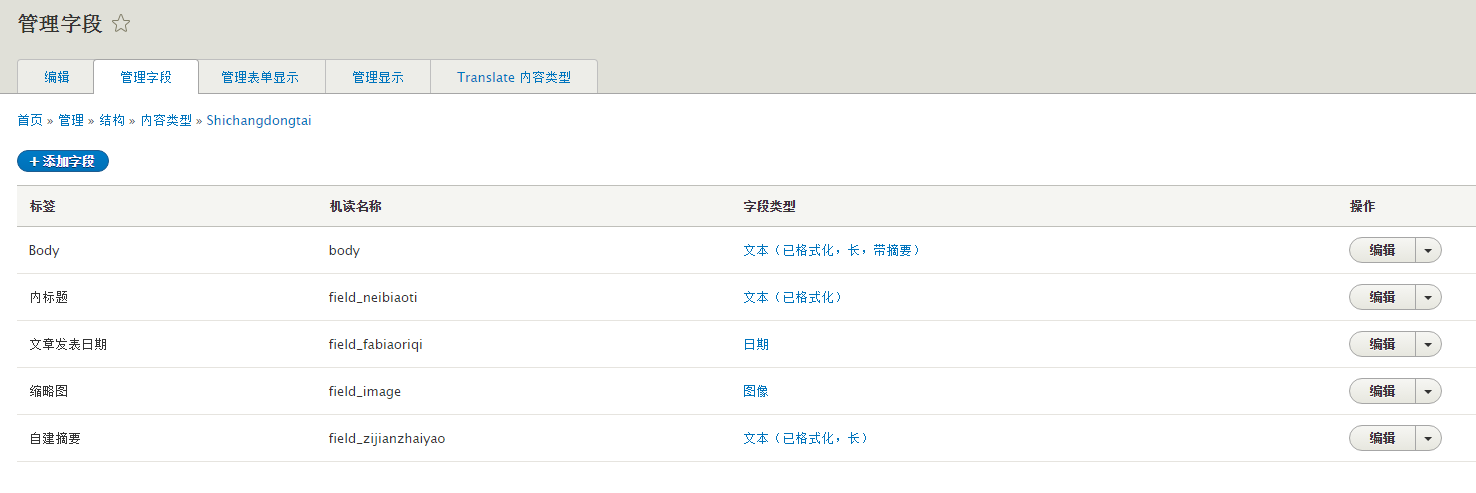 管理字段
编辑 管理字段 管理表单显示 管理显示 Translate 内容类型
首页 » 管理 » 结构 » 内容类型 » Shichangdongtai
+ 添加字段
标签 机读名称 字段类型 操作
Body body 文本（已格式化，长，带摘要） 编辑
内标题 field_neibiaoti 文本（已格式化） 编辑
文章发表日期 field_fabiaoriqi 日期 编辑
缩略图 field_image 图像 编辑
自建摘要 field_zijianzhaiyao 文本（已格式化，长） 编辑